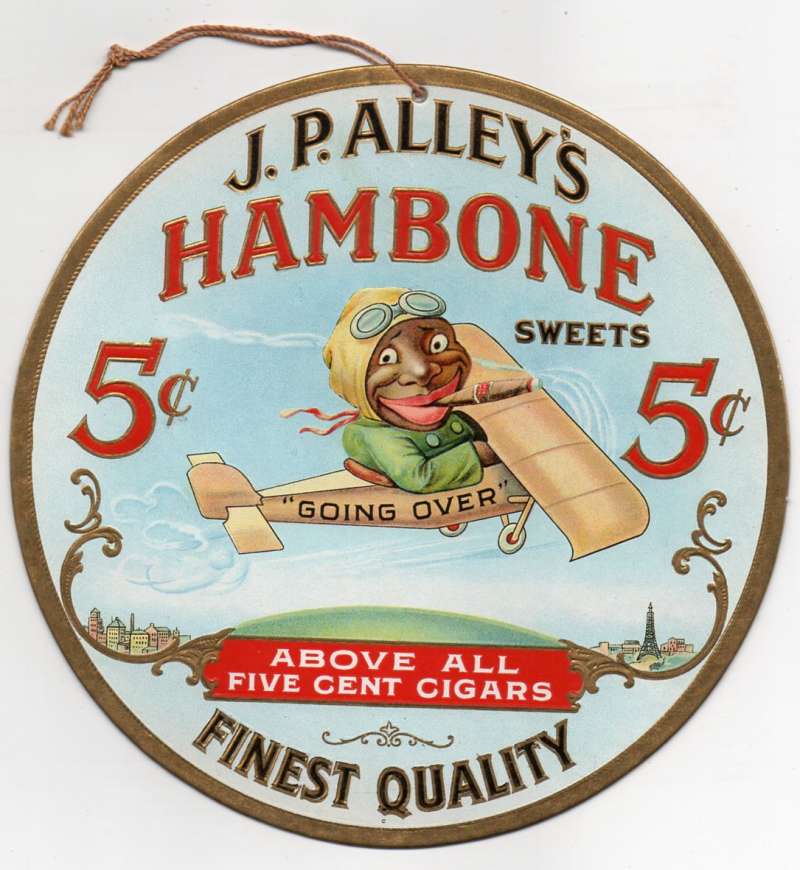 J. P. ALLEY'S
HAMBONE
SWEETS
5¢
5¢
"GOING OVER"
ABOVE ALL
FIVE CENT CIGARS
FINEST QUALITY